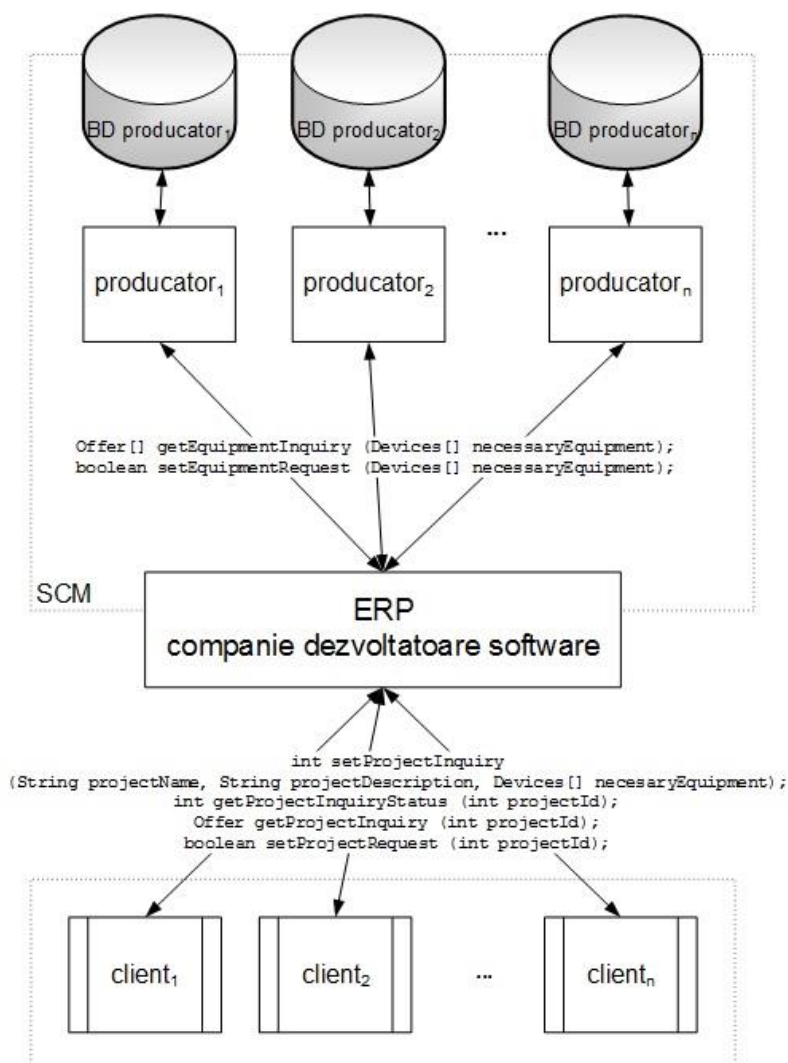 BD producator₁ BD producator₂ BD producatorₙ
...
producator₁ producator₂ producatorₙ
Offer[] getEquipmentInquiry (Devices[] necessaryEquipment);
boolean setEquipmentRequest (Devices[] necessaryEquipment);
SCM
ERP
companie dezvoltatoare software
int setProjectInquiry
(String projectName, String projectDescription, Devices[] necesaryEquipment);
int getProjectInquiryStatus (int projectId);
Offer getProjectInquiry (int projectId);
boolean setProjectRequest (int projectId);
client₁ client₂ ... clientₙ